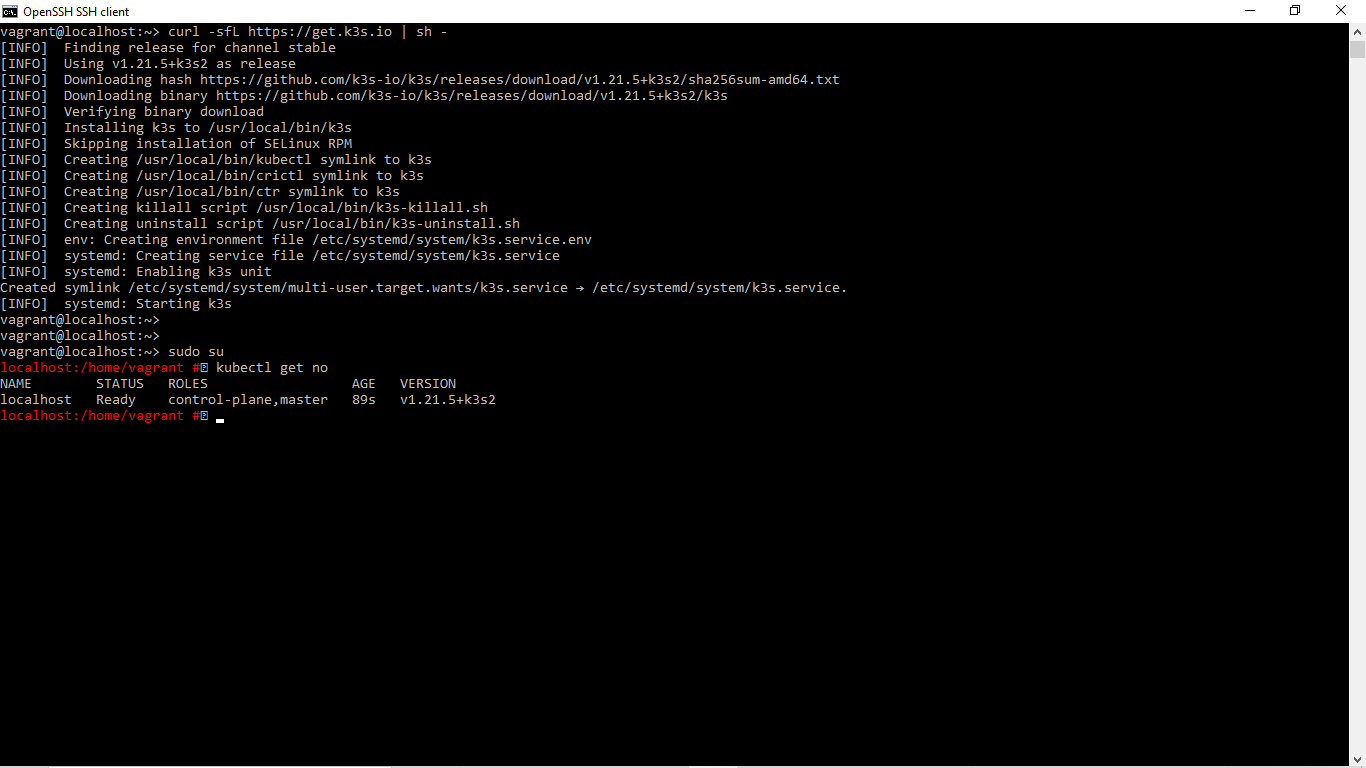 OpenSSH SSH client
vagrant@localhost:~> curl -sfL https://get.k3s.io | sh -
[INFO]  Finding release for channel stable
[INFO]  Using v1.21.5+k3s2 as release
[INFO]  Downloading hash https://github.com/k3s-io/k3s/releases/download/v1.21.5+k3s2/sha256sum-amd64.txt
[INFO]  Downloading binary https://github.com/k3s-io/k3s/releases/download/v1.21.5+k3s2/k3s
[INFO]  Verifying binary download
[INFO]  Installing k3s to /usr/local/bin/k3s
[INFO]  Skipping installation of SELinux RPM
[INFO]  Creating /usr/local/bin/kubectl symlink to k3s
[INFO]  Creating /usr/local/bin/crictl symlink to k3s
[INFO]  Creating /usr/local/bin/ctr symlink to k3s
[INFO]  Creating killall script /usr/local/bin/k3s-killall.sh
[INFO]  Creating uninstall script /usr/local/bin/k3s-uninstall.sh
[INFO]  env: Creating environment file /etc/systemd/system/k3s.service.env
[INFO]  systemd: Creating service file /etc/systemd/system/k3s.service
[INFO]  systemd: Enabling k3s unit
Created symlink /etc/systemd/system/multi-user.target.wants/k3s.service → /etc/systemd/system/k3s.service.
[INFO]  systemd: Starting k3s
vagrant@localhost:~>
vagrant@localhost:~>
vagrant@localhost:~> sudo su
localhost:/home/vagrant # kubectl get no
NAME        STATUS   ROLES                  AGE   VERSION
localhost   Ready    control-plane,master   89s   v1.21.5+k3s2
localhost:/home/vagrant #